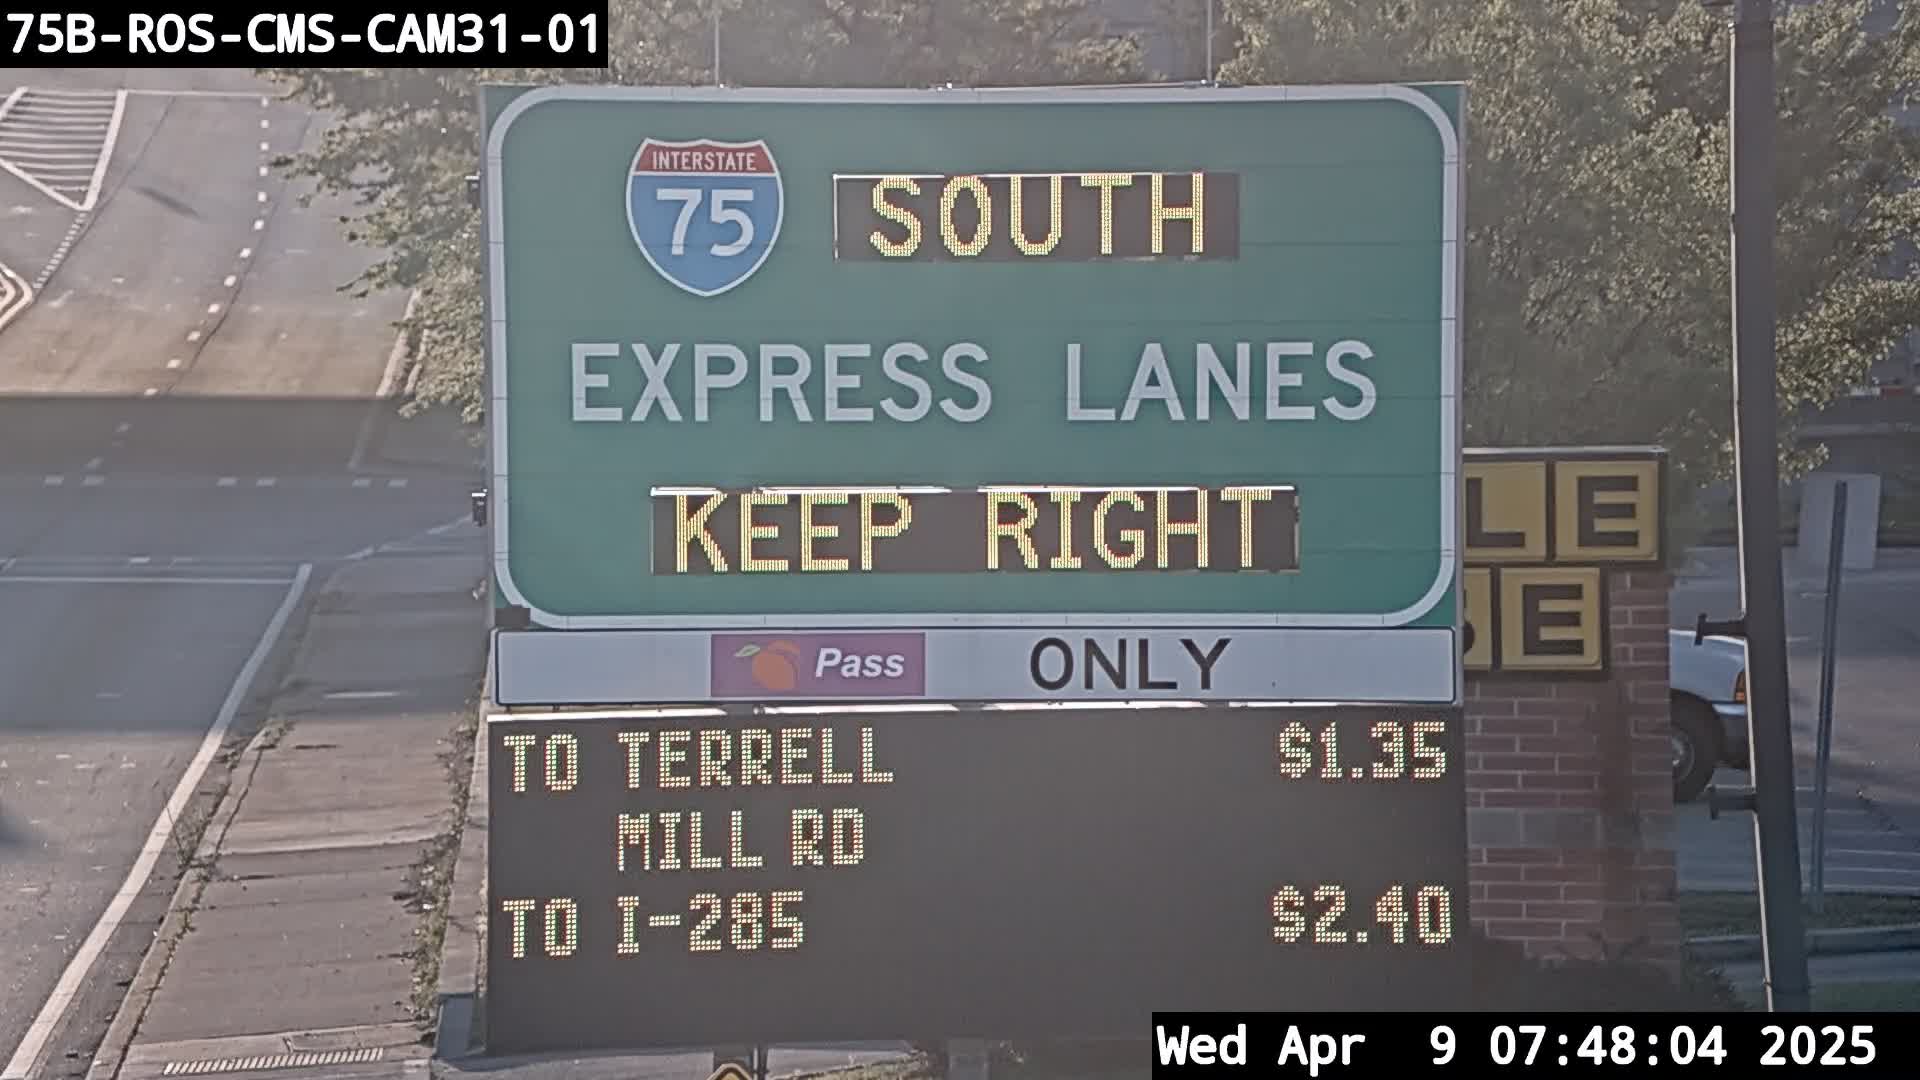 75B-ROS-CMS-CAM31-01
INTERSTATE
75
SOUTH
EXPRESS LANES
KEEP RIGHT
Pass ONLY
TO TERRELL $1.35
MILL RD
TO I-285 $2.40
LE
E
Wed Apr 9 07:48:04 2025